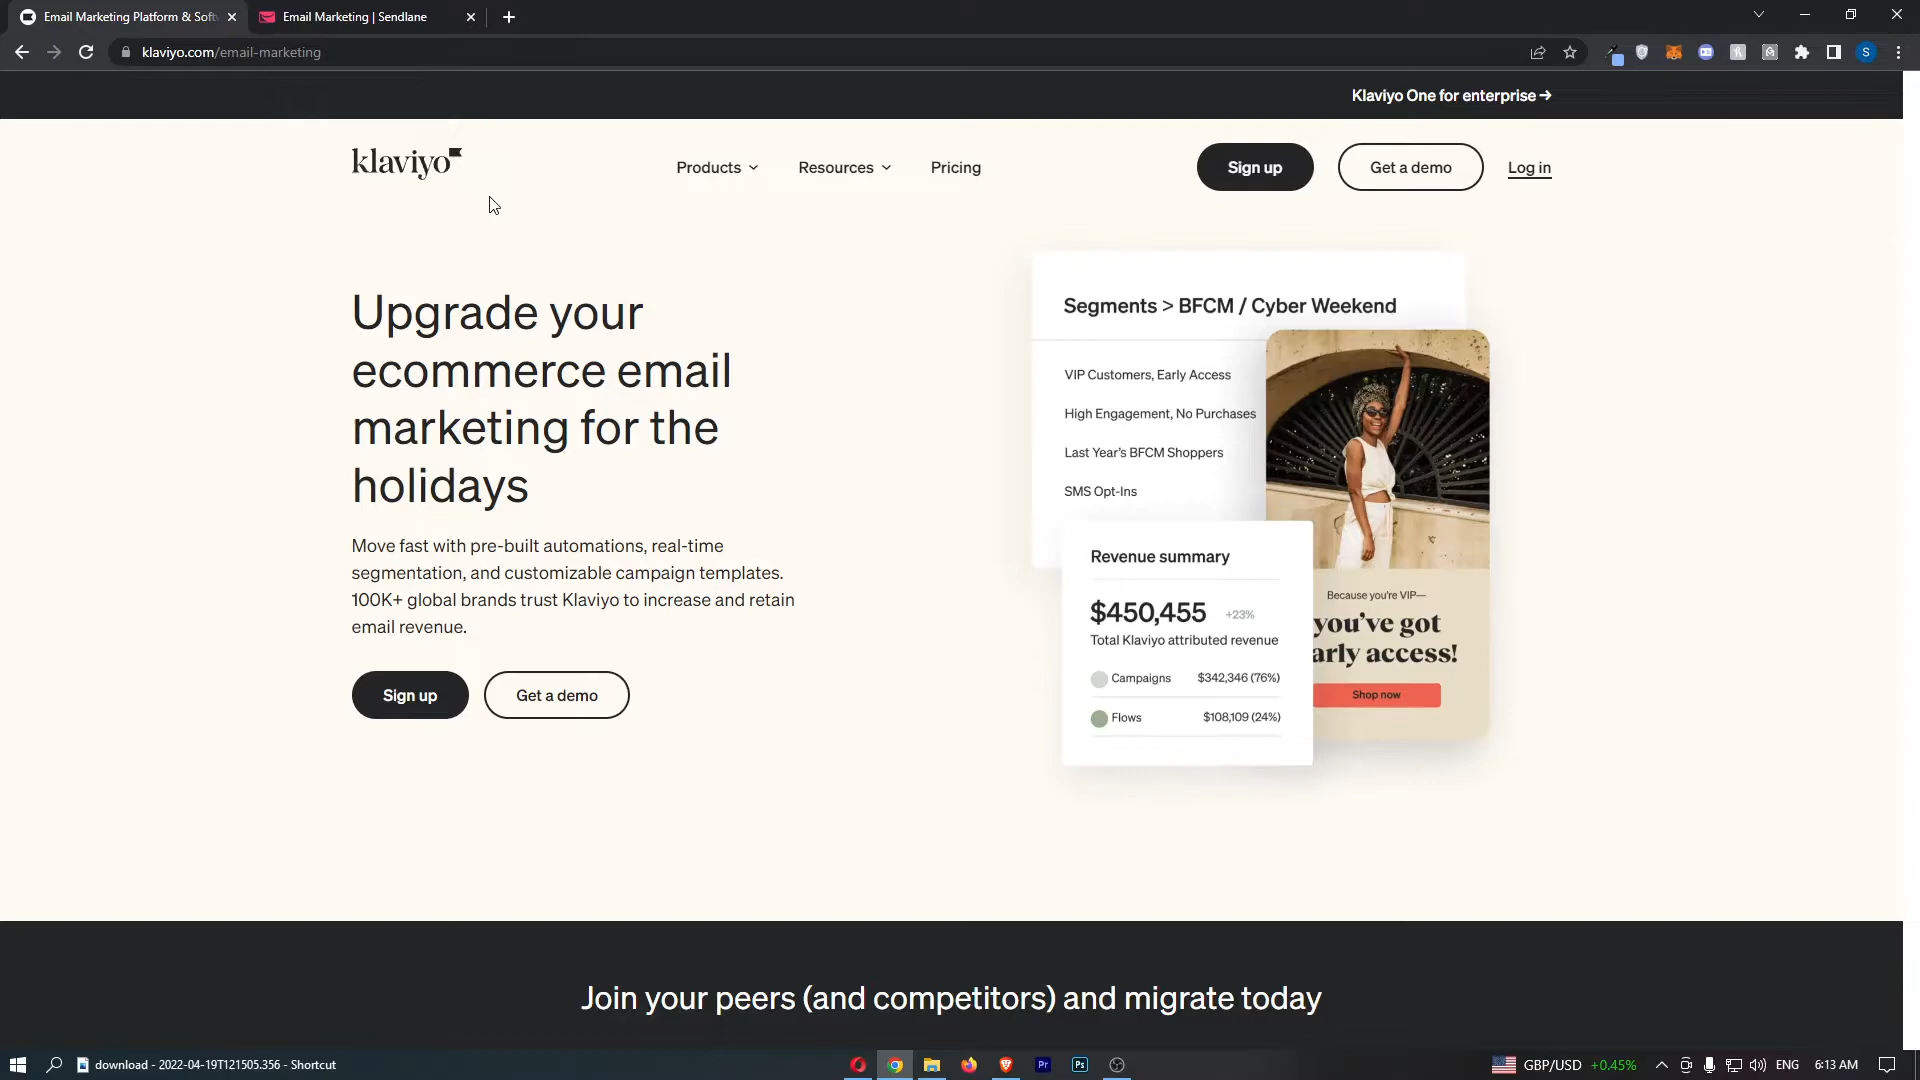 Email Marketing Platform & Soft
Email Marketing | Sendlane
klaviyo.com/email-marketing
S
Klaviyo One for enterprise →
klaviyo
Products
Resources
Pricing
Sign up
Get a demo
Log in
Upgrade your
ecommerce email
marketing for the
holidays
Move fast with pre-built automations, real-time
segmentation, and customizable campaign templates.
100K+ global brands trust Klaviyo to increase and retain
email revenue.
Sign up
Get a demo
Segments > BFCM / Cyber Weekend
VIP Customers, Early Access
High Engagement, No Purchases
Last Year's BFCM Shoppers
SMS Opt-Ins
Revenue summary
$450,455 +23%
Total Klaviyo attributed revenue
Campaigns $342,346 (76%)
Flows $108,109 (24%)
Because you're VIP—
you've got
arly access!
Shop now
Join your peers (and competitors) and migrate today
download - 2022-04-19T121505.356 - Shortcut
Pr
Ps
GBP/USD +0.45%
ENG
6:13 AM